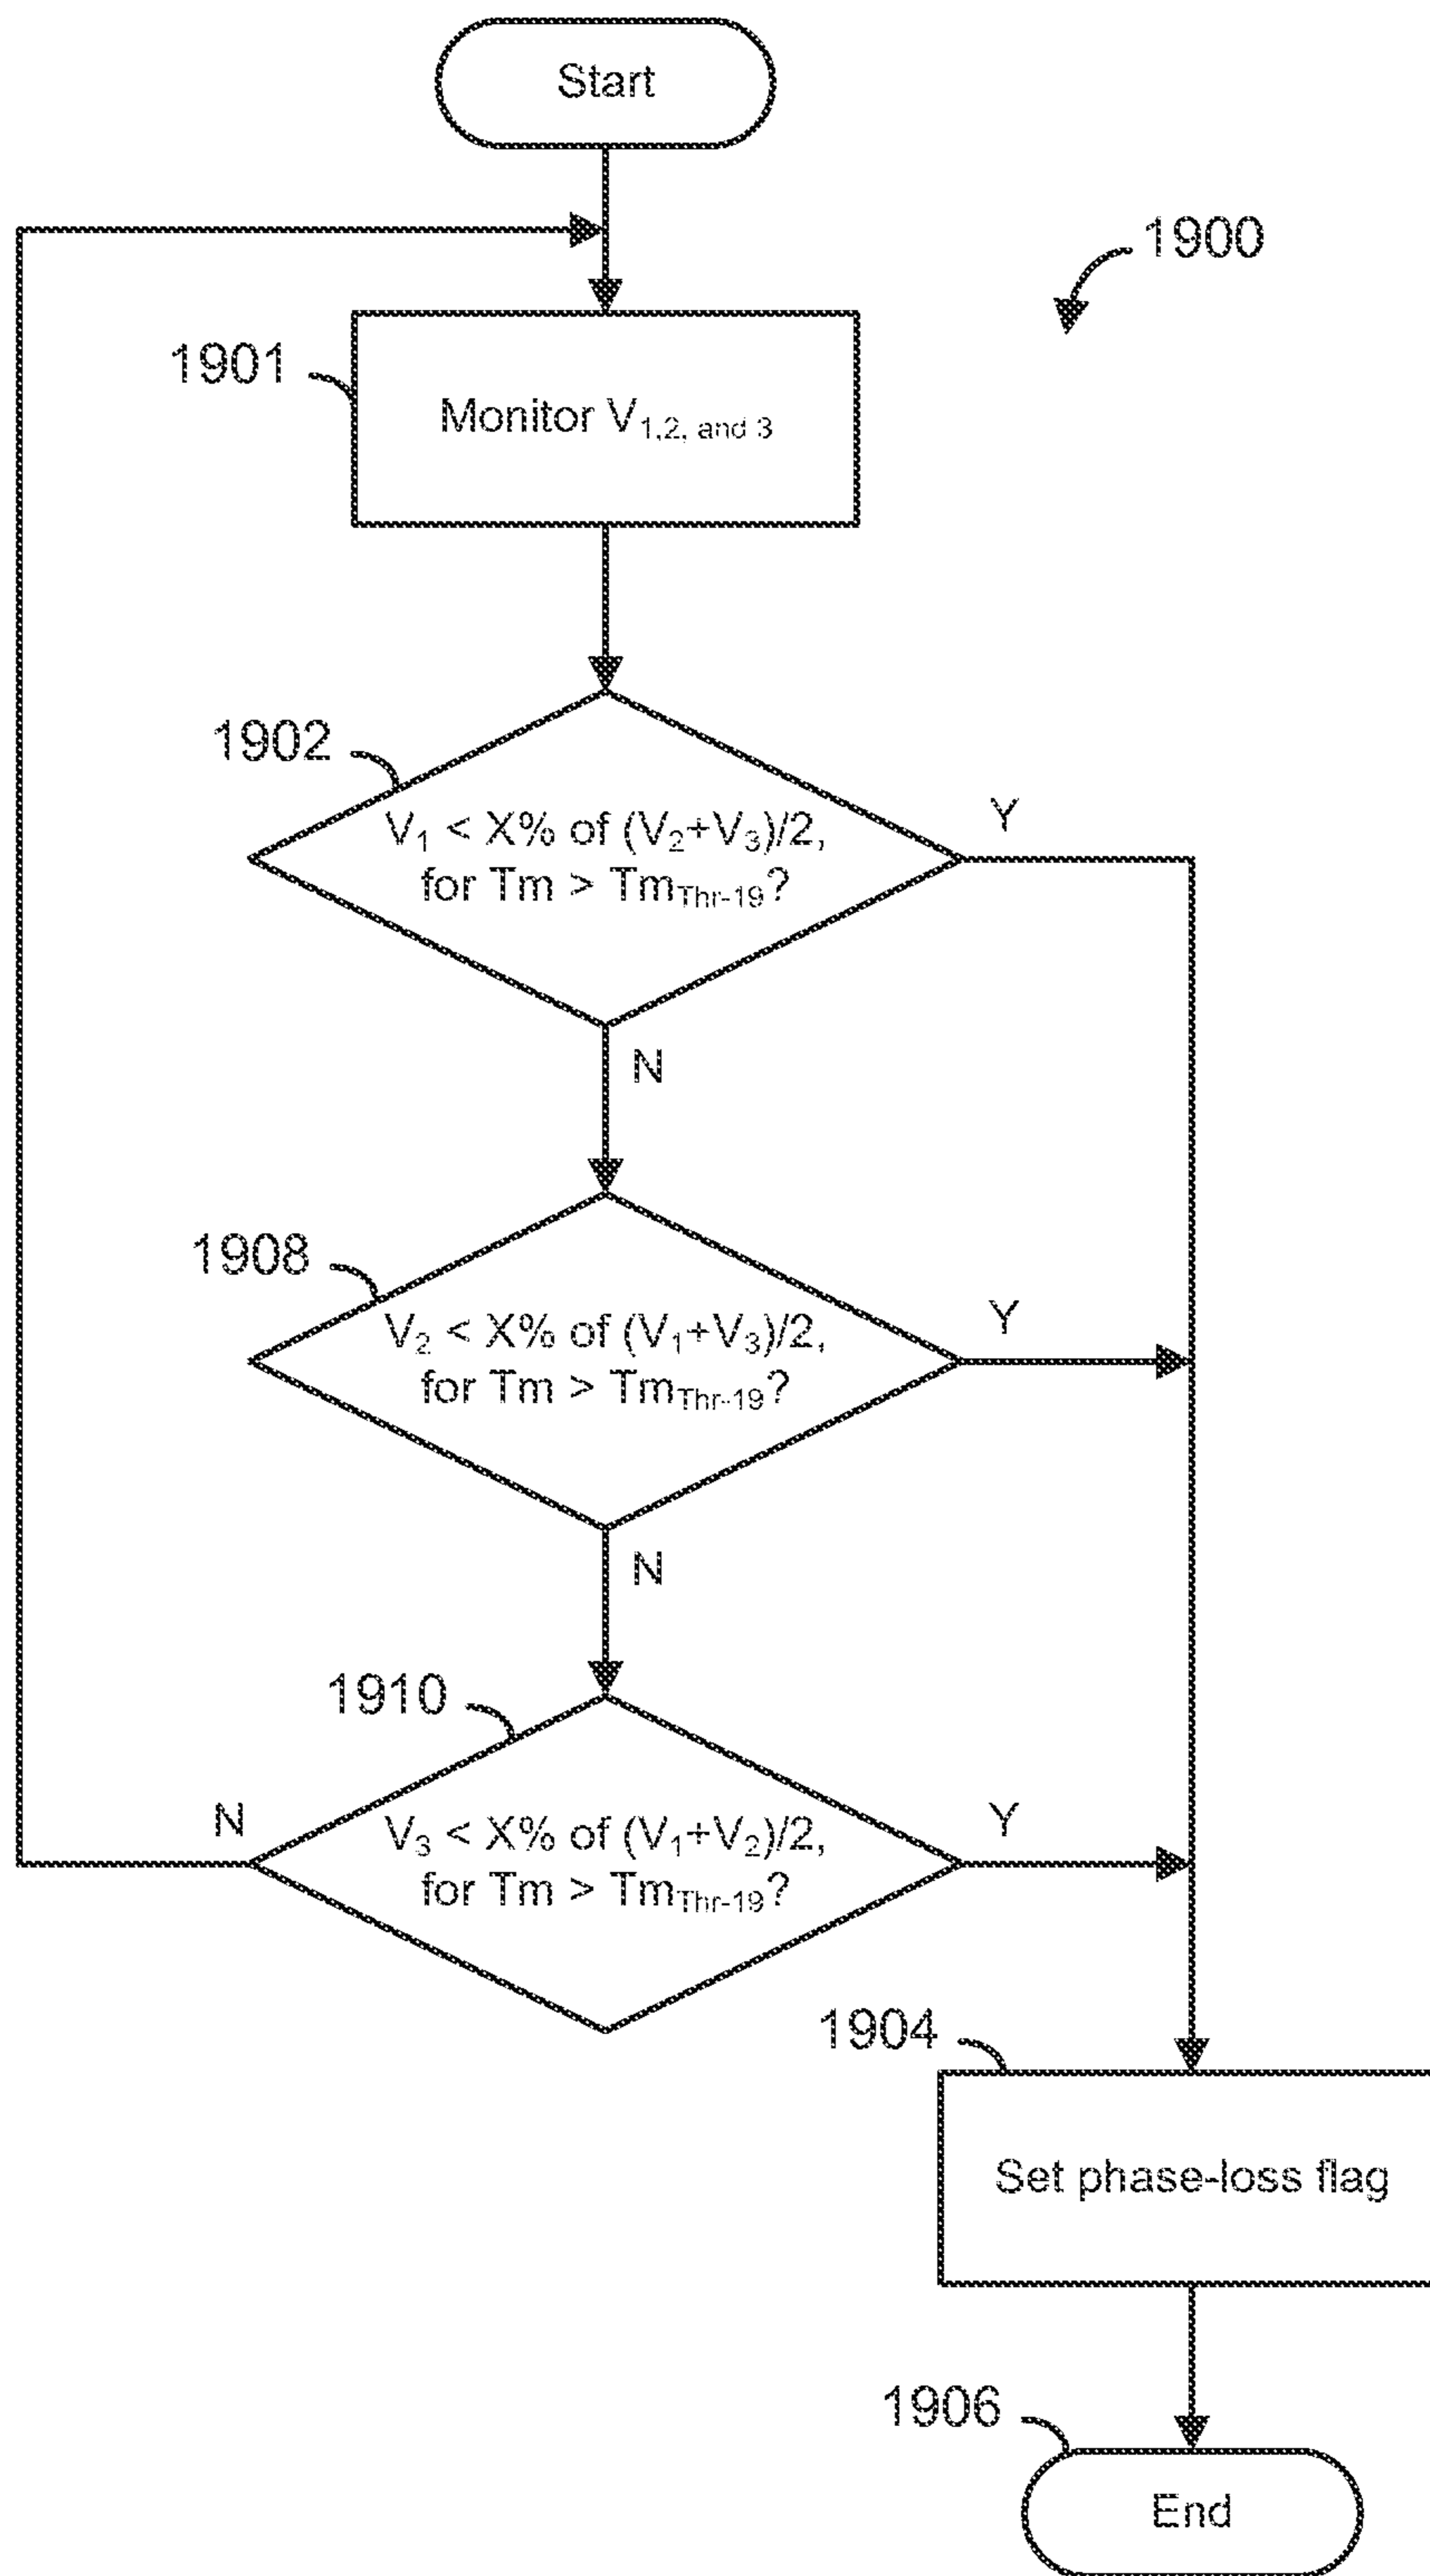 Start
1900
1901
Monitor V1,2, and 3
1902
V1 < X% of (V2+V3)/2,
for Tm > TmThr-19?
Y
N
1908
V2 < X% of (V1+V3)/2,
for Tm > TmThr-19?
Y
N
1910
N
V3 < X% of (V1+V2)/2,
for Tm > TmThr-19?
Y
1904
Set phase-loss flag
1906
End